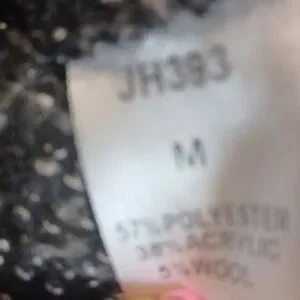 JH393
M
57% POLYESTER
38% ACRYLIC
5% WOOL